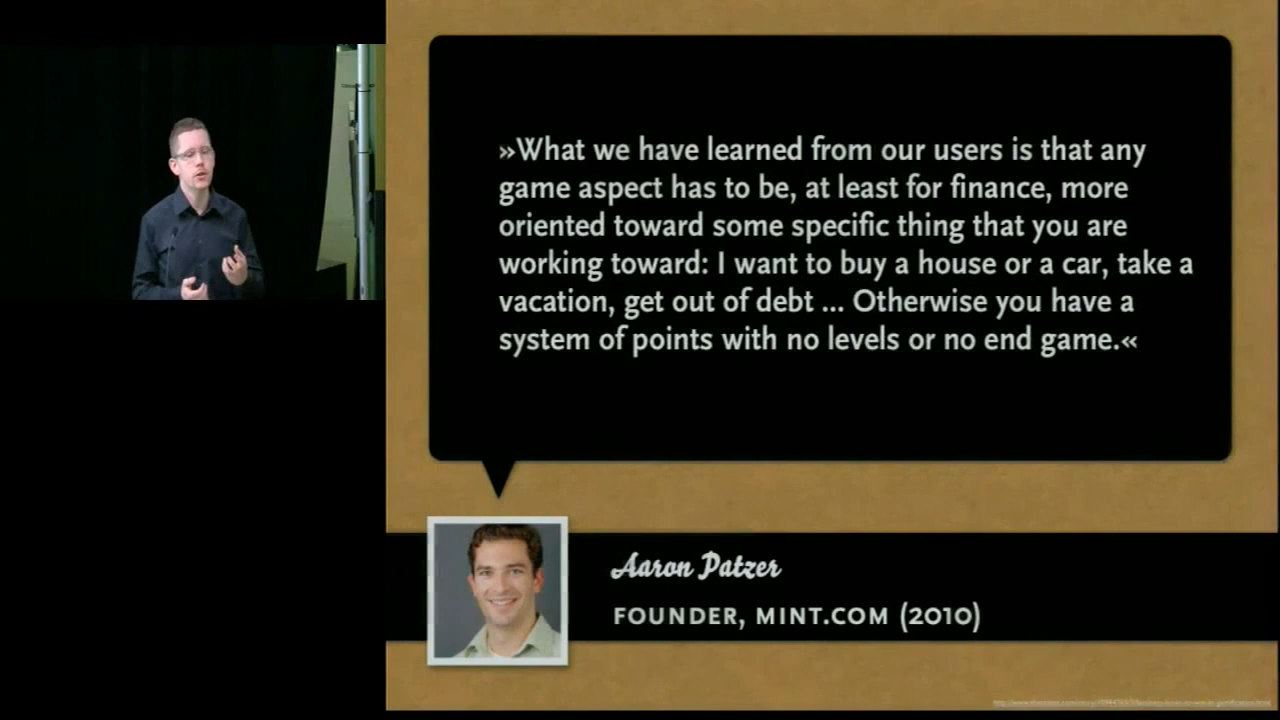 »What we have learned from our users is that any
game aspect has to be, at least for finance, more
oriented toward some specific thing that you are
working toward: I want to buy a house or a car, take a
vacation, get out of debt ... Otherwise you have a
system of points with no levels or no end game.«
Aaron Patzer
FOUNDER, MINT.COM (2010)